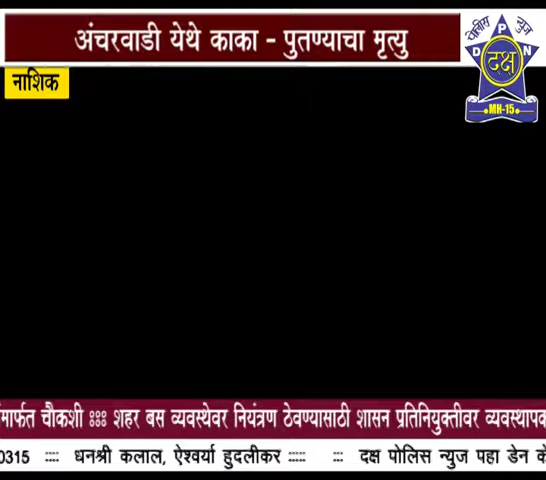 अंचरवाडी येथे काका - पुतण्याचा मृत्यु
पोलीस न्युज
D P N
दक्ष
MH-15
नाशिक
मार्फत चौकशी ःःः शहर बस व्यवस्थेवर नियंत्रण ठेवण्यासाठी शासन प्रतिनियुक्तीवर व्यवस्थापक
0315 :::: धनश्री कलाल, ऐश्वर्या हुदलीकर ::::: ::: दक्ष पोलिस न्युज पहा डेन के